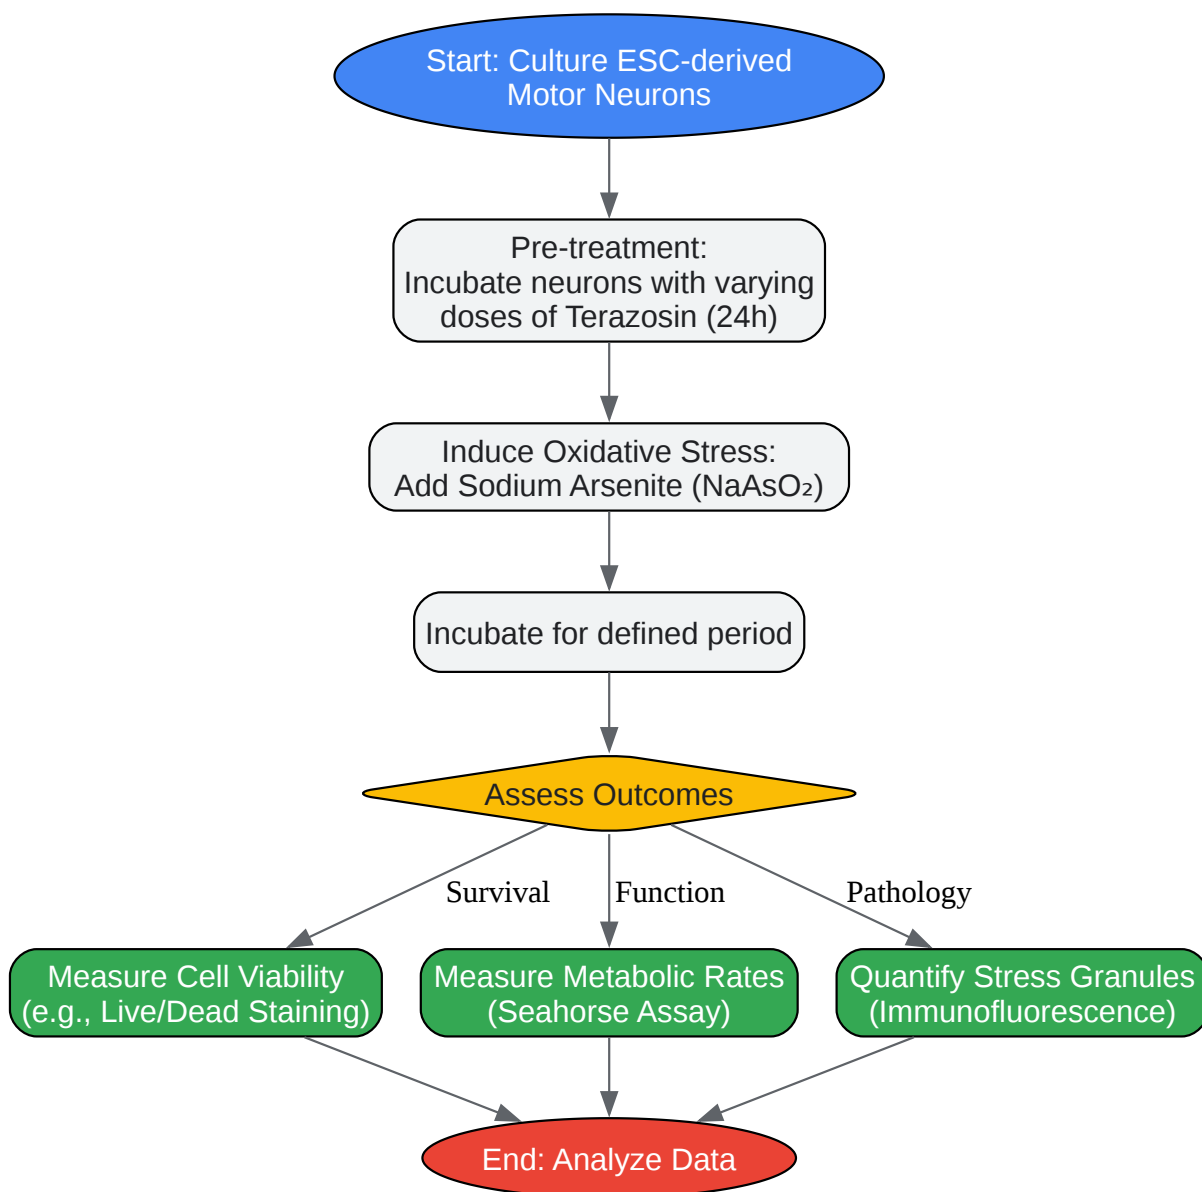 Start: Culture ESC-derived
Motor Neurons
Pre-treatment:
Incubate neurons with varying
doses of Terazosin (24h)
Induce Oxidative Stress:
Add Sodium Arsenite (NaAsO₂)
Incubate for defined period
Assess Outcomes
Survival
Function
Pathology
Measure Cell Viability
(e.g., Live/Dead Staining)
Measure Metabolic Rates
(Seahorse Assay)
Quantify Stress Granules
(Immunofluorescence)
End: Analyze Data